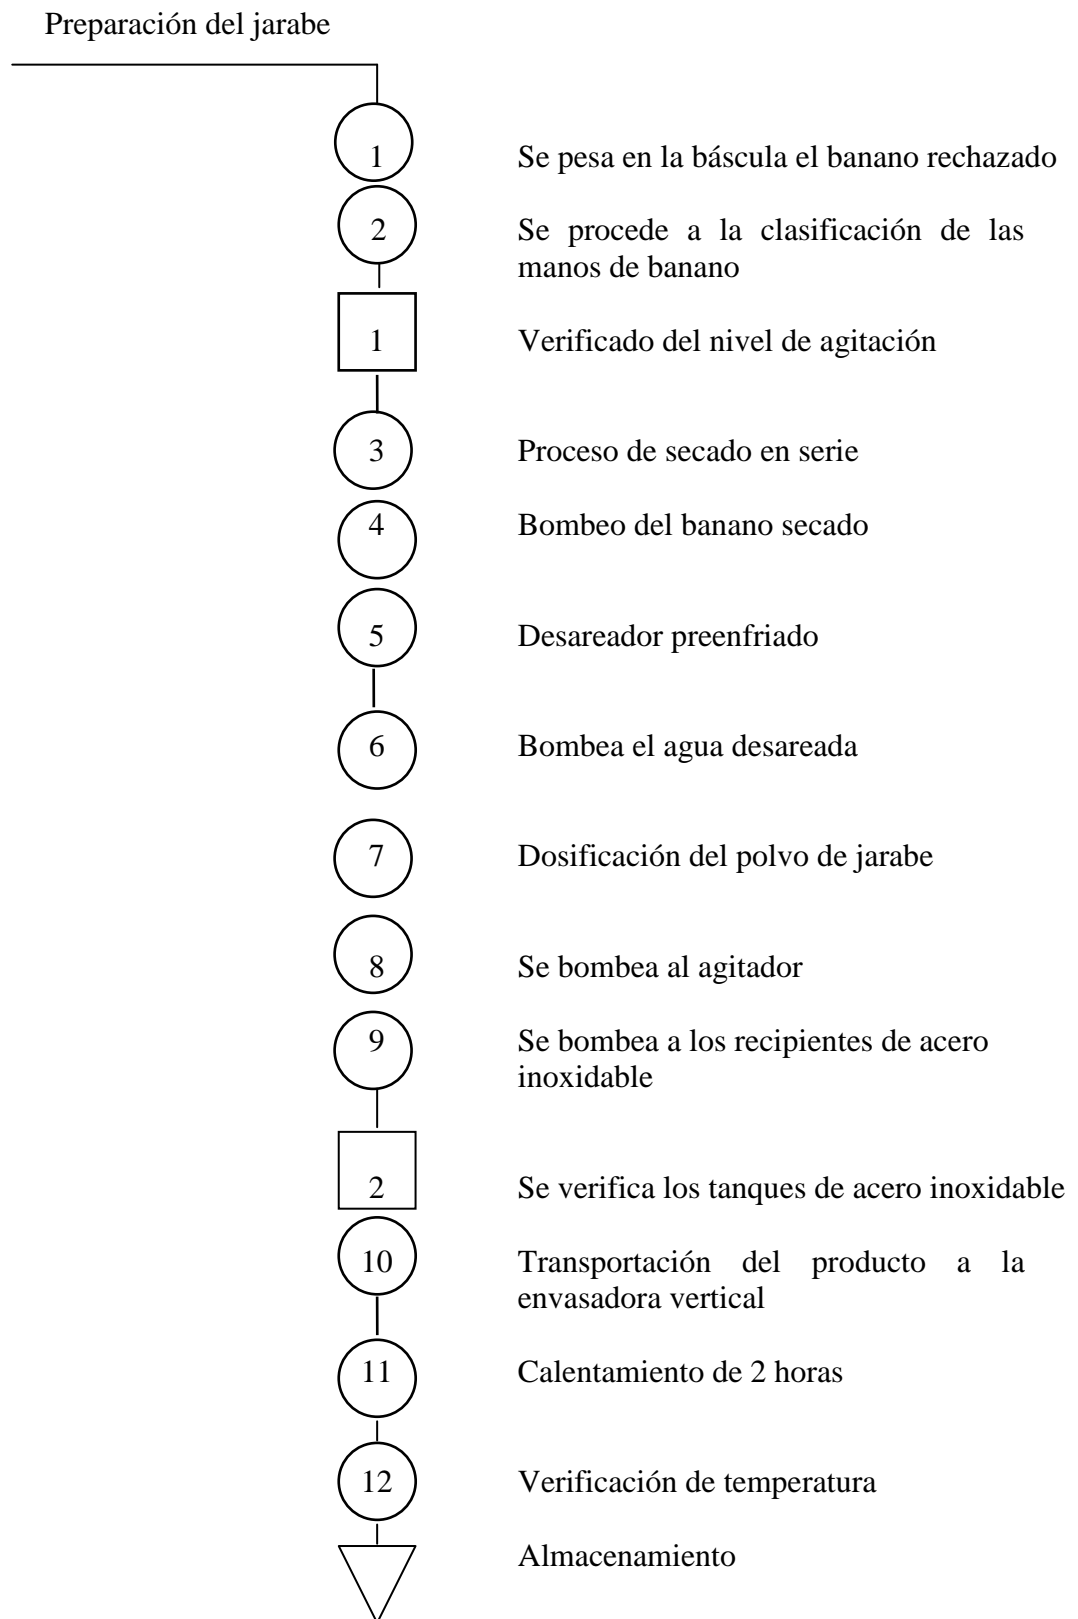 Preparación del jarabe
1 Se pesa en la báscula el banano rechazado
2 Se procede a la clasificación de las
manos de banano
1 Verificado del nivel de agitación
3 Proceso de secado en serie
4 Bombeo del banano secado
5 Desareador preenfriado
6 Bombea el agua desareada
7 Dosificación del polvo de jarabe
8 Se bombea al agitador
9 Se bombea a los recipientes de acero
inoxidable
2 Se verifica los tanques de acero inoxidable
10 Transportación del producto a la
envasadora vertical
11 Calentamiento de 2 horas
12 Verificación de temperatura
Almacenamiento